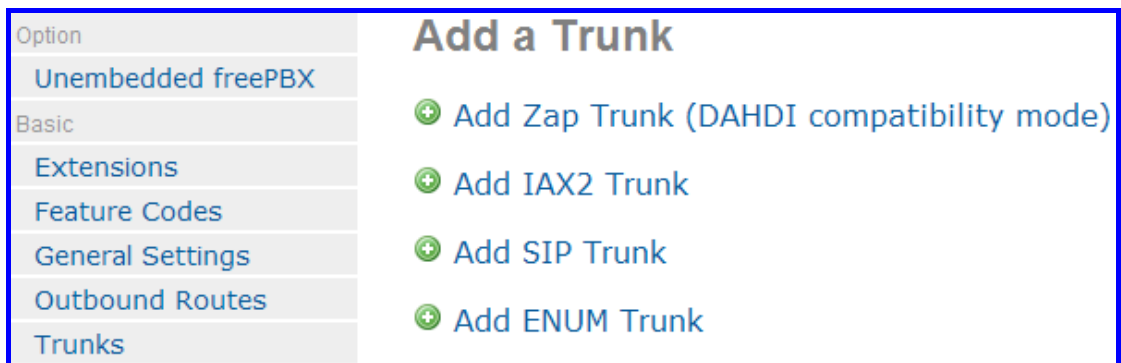 Option
Unembedded freePBX
Basic
Extensions
Feature Codes
General Settings
Outbound Routes
Trunks
Add a Trunk
Add Zap Trunk (DAHDI compatibility mode)
Add IAX2 Trunk
Add SIP Trunk
Add ENUM Trunk